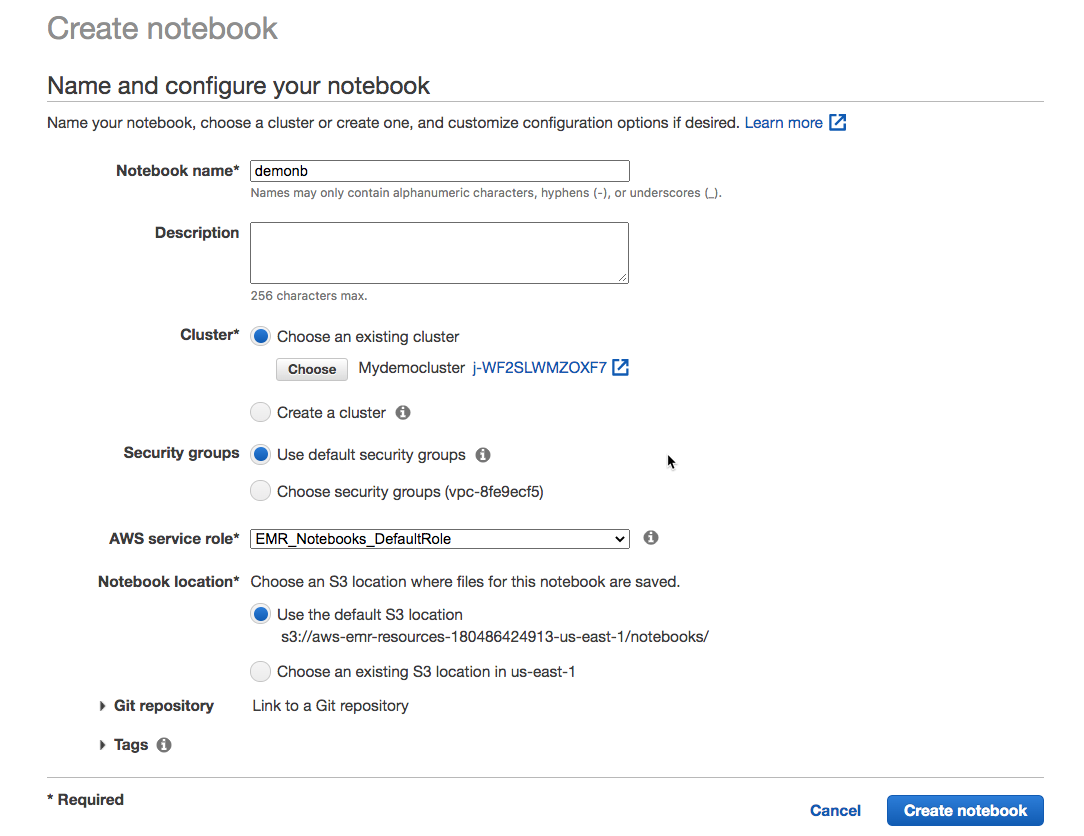 Create notebook
Name and configure your notebook
Name your notebook, choose a cluster or create one, and customize configuration options if desired. Learn more
Notebook name* demonb
Names may only contain alphanumeric characters, hyphens (-), or underscores (_).
Description
256 characters max.
Cluster* Choose an existing cluster
Choose Mydemocluster j-WF2SLWMZOXF7
Create a cluster
Security groups Use default security groups
Choose security groups (vpc-8fe9ecf5)
AWS service role* EMR_Notebooks_DefaultRole
Notebook location* Choose an S3 location where files for this notebook are saved.
Use the default S3 location
s3://aws-emr-resources-180486424913-us-east-1/notebooks/
Choose an existing S3 location in us-east-1
Git repository Link to a Git repository
Tags
* Required
Cancel Create notebook